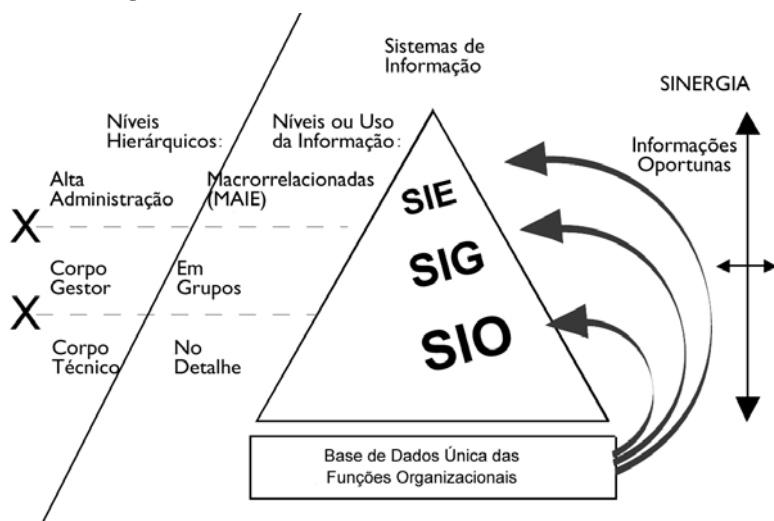 Sistemas de
Informação
SINERGIA
Níveis
Hierárquicos:
Níveis ou Uso
da Informação:
Informações
Oportunas
Alta
Administração
Macrorrelacionadas
(MAIE)
SIE
X
Corpo
Gestor
Em
Grupos
SIG
X
Corpo
Técnico
No
Detalhe
SIO
Base de Dados Única das
Funções Organizacionais